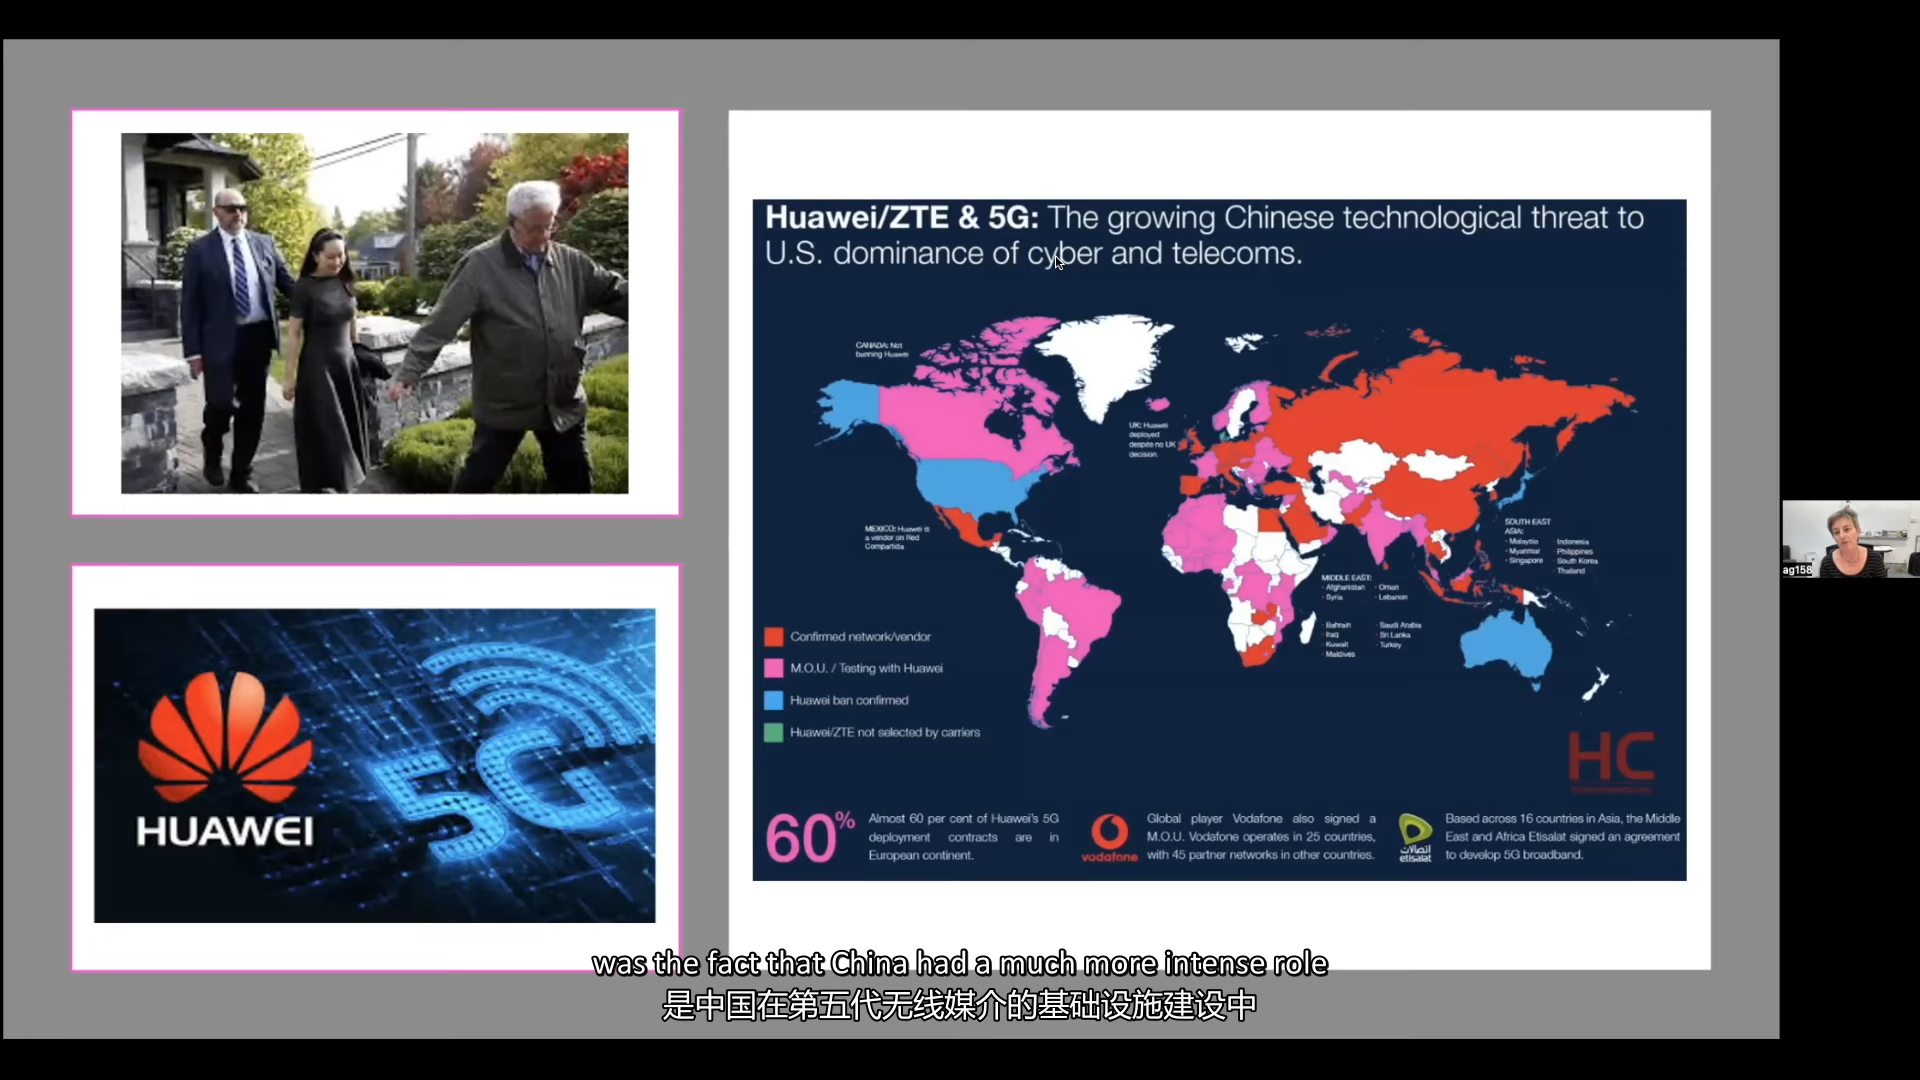 Huawei/ZTE & 5G: The growing Chinese technological threat to
U.S. dominance of cyber and telecoms.
CANADA: Not
banning Huawei
UK: Huawei
deployed
despite no UK
decision.
MEXICO: Huawei is
a vendor on Red
Compartida
SOUTH EAST
ASIA:
· Malaysia
· Myanmar
· Singapore
· Indonesia
· Philippines
· South Korea
· Thailand
MIDDLE EAST:
· Afghanistan
· Syria
· Oman
· Lebanon
· Bahrain
· Iraq
· Kuwait
· Maldives
· Saudi Arabia
· Sri Lanka
· Turkey
Confirmed network/vendor
M.O.U. / Testing with Huawei
Huawei ban confirmed
Huawei/ZTE not selected by carriers
HC
60%
Almost 60 per cent of Huawei's 5G
deployment contracts are in
European continent.
vodafone
Global player Vodafone also signed a
M.O.U. Vodafone operates in 25 countries,
with 45 partner networks in other countries.
اتصالات
etisalat
Based across 16 countries in Asia, the Middle
East and Africa Etisalat signed an agreement
to develop 5G broadband.
HUAWEI
5G
ag158
was the fact that China had a much more intense role
是中国在第五代无线媒介的基础设施建设中